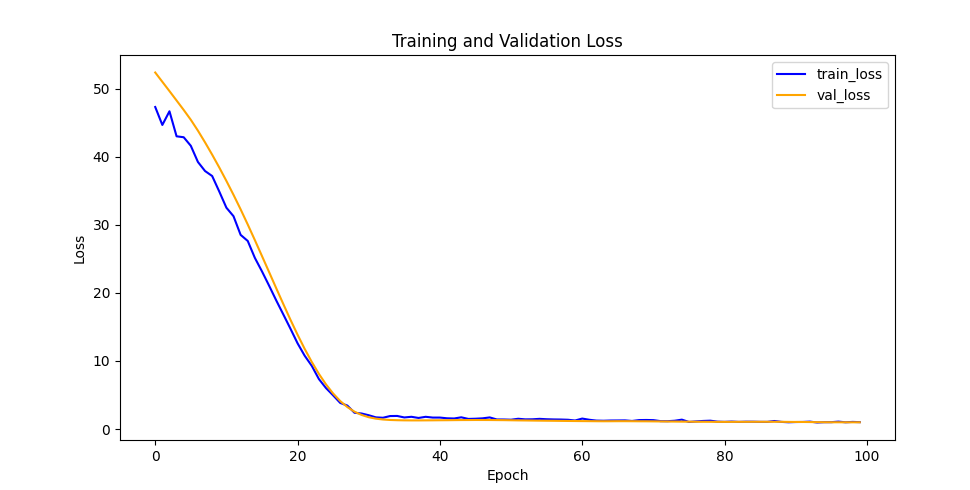 Training and Validation Loss
train_loss
val_loss
50
40
30
20
10
0
Loss
0 20 40 60 80 100
Epoch